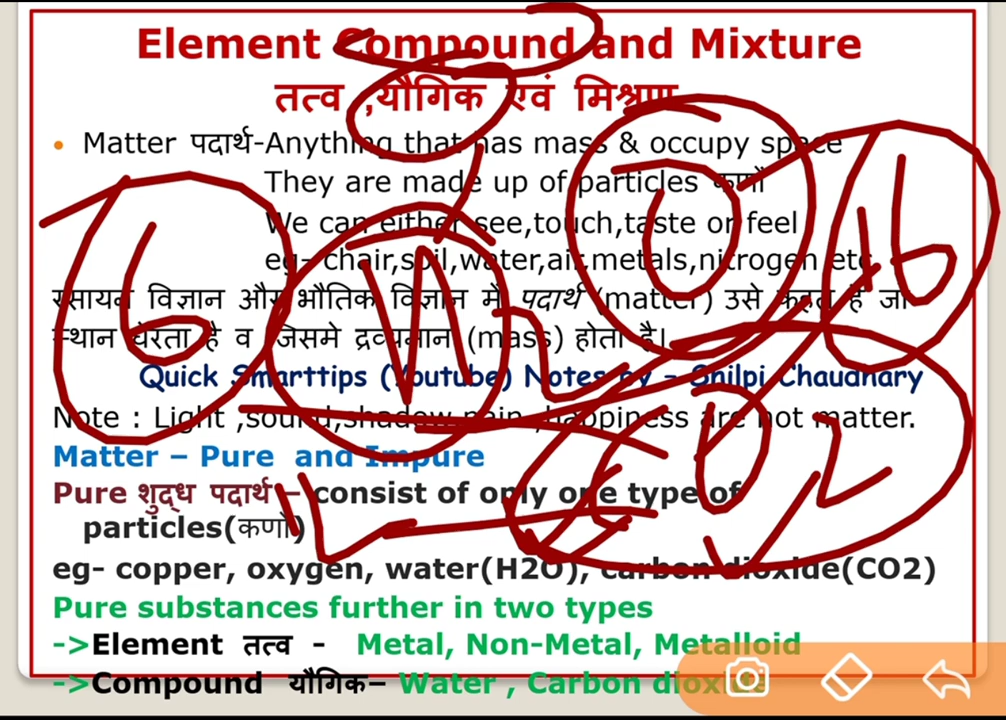 Element Compound and Mixture
तत्व ,यौगिक एवं मिश्रण
• Matter पदार्थ-Anything that has mass & occupy space
They are made up of particles कणों
We can either see,touch,taste or feel
eg- chair,soil,water,air,metals,nitrogen etc
रसायन विज्ञान और भौतिक विज्ञान में पदार्थ (matter) उसे कहते हैं जो
स्थान घेरता है व जिसमे द्रव्यमान (mass) होता है।
Quick Smarttips (Youtube) Notes by - Shilpi Chaudhary
Note : Light ,sound,shadow,pain ,happiness are not matter.
Matter – Pure and Impure
Pure शुद्ध पदार्थ – consist of only one type of
particles(कणों)
eg- copper, oxygen, water(H2O), carbon dioxide(CO2)
Pure substances further in two types
->Element तत्व - Metal, Non-Metal, Metalloid
->Compound यौगिक– Water , Carbon dioxide